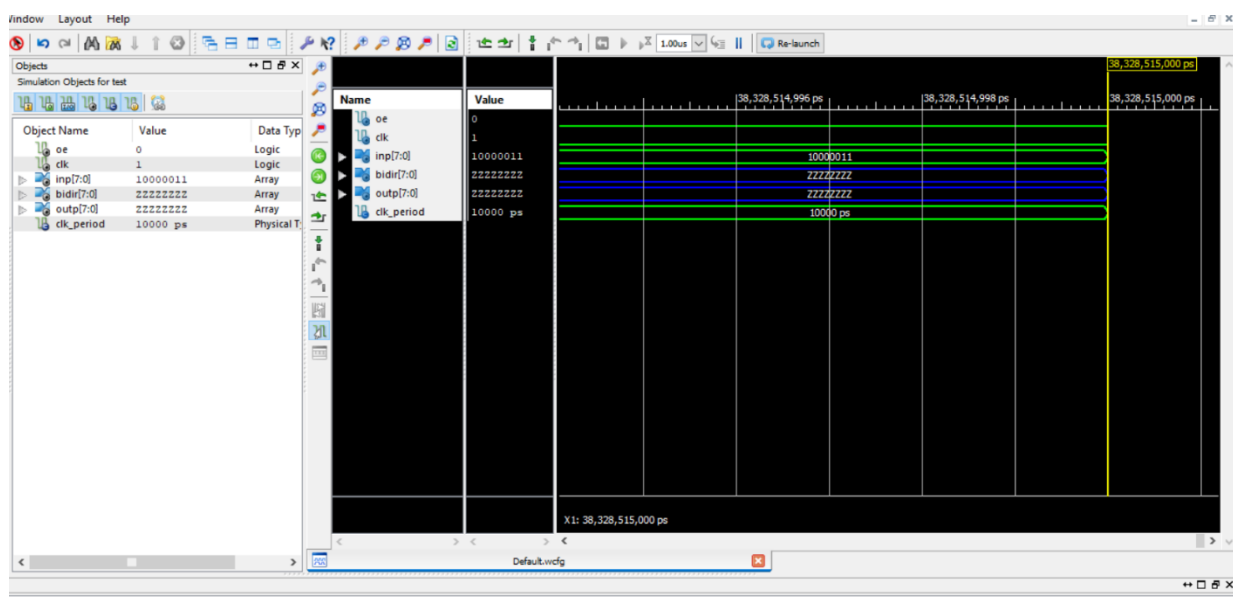 Window Layout Help
1.00us Re-launch
Objects
Simulation Objects for test
Object Name Value Data Typ
oe 0 Logic
clk 1 Logic
inp[7:0] 10000011 Array
bidir[7:0] ZZZZZZZZ Array
outp[7:0] ZZZZZZZZ Array
clk_period 10000 ps Physical T
Name Value
oe 0
clk 1
inp[7:0] 10000011
bidir[7:0] ZZZZZZZZ
outp[7:0] ZZZZZZZZ
clk_period 10000 ps
38,328,515,000 ps
38,328,514,996 ps 38,328,514,998 ps 38,328,515,000 ps
10000011
ZZZZZZZZ
ZZZZZZZZ
10000 ps
X1: 38,328,515,000 ps
Default.wcfg